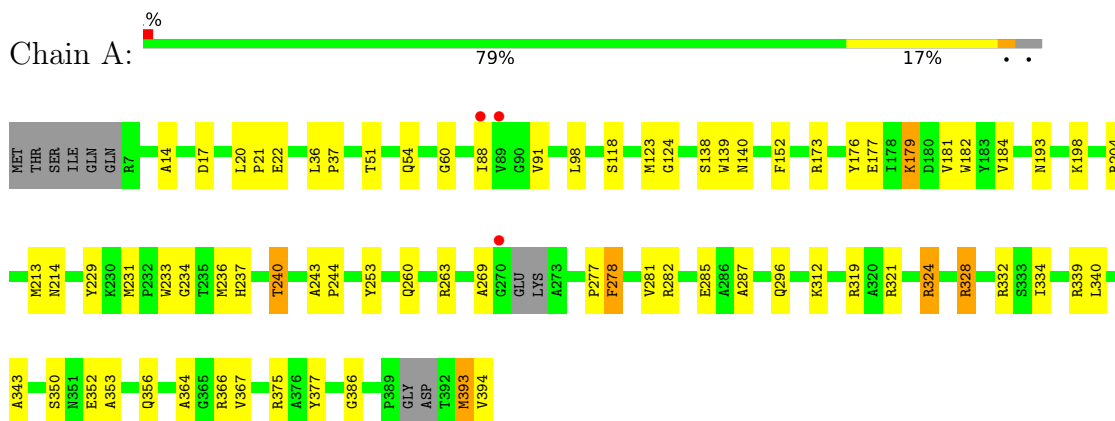 .%
Chain A:
79% 17% • •
MET THR SER ILE GLN GLN R7 A14 D17 L20 P21 E22 L36 P37 T51 Q54 G60 I88 V89 G90 V91 L98 S118 M123 G124 S138 W139 N140 F152 R173 Y176 E177 I178 K179 D180 V181 W182 Y183 V184 N193 K198
M213 N214 Y229 K230 M231 P232 W233 G234 T235 M236 H237 T240 A243 P244 Y253 Q260 R263 A269 G270 GLU LYS A273 P277 F278 V281 R282 E285 A286 A287 Q296 K312 R319 A320 R321 R324 R328 R332 S333 I334 R339 L340
A343 S350 N351 E352 A353 Q356 A364 G365 R366 V367 R375 A376 Y377 G386 P389 GLY ASP T392 M393 V394